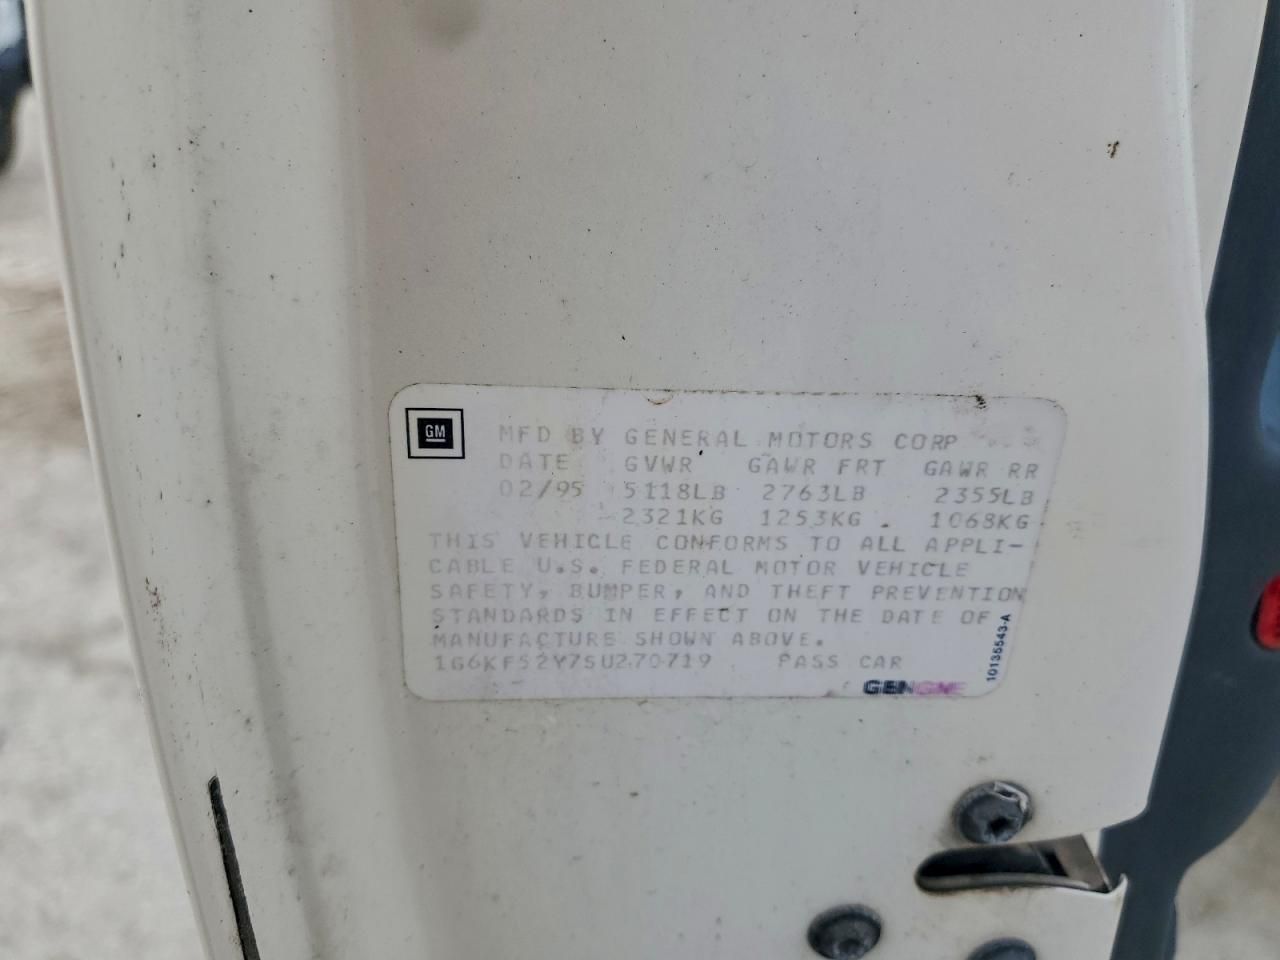 GM
MFD BY GENERAL MOTORS CORP
DATE GVWR GAWR FRT GAWR RR
02/95 5118LB 2763LB 2355LB
2321KG 1253KG 1068KG
THIS VEHICLE CONFORMS TO ALL APPLI-
CABLE U.S. FEDERAL MOTOR VEHICLE
SAFETY, BUMPER, AND THEFT PREVENTION
STANDARDS IN EFFECT ON THE DATE OF
MANUFACTURE SHOWN ABOVE.
1G6KF52Y7SU270719 PASS CAR
10135543-A
GENGME